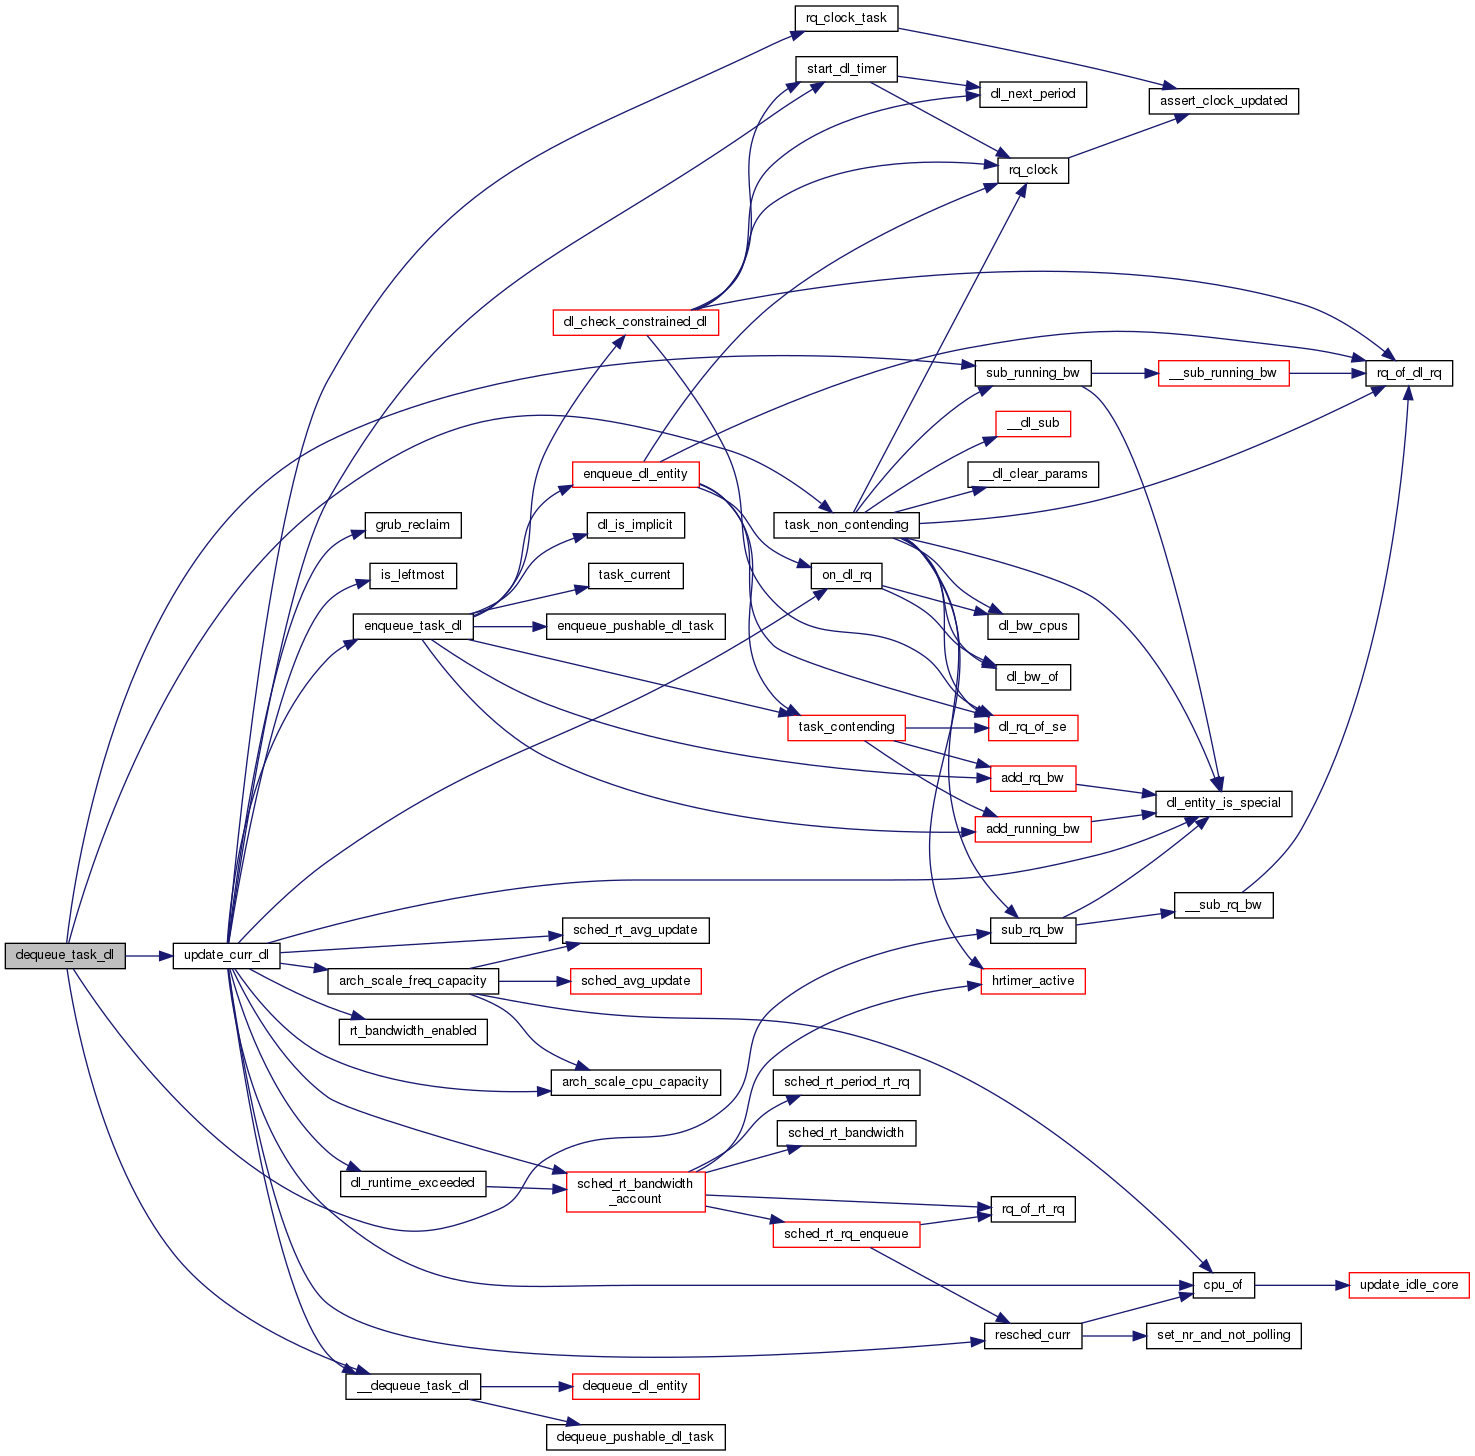 rq_clock_task
start_dl_timer
dl_next_period
assert_clock_updated
rq_clock
dl_check_constrained_dl
sub_running_bw
__sub_running_bw
rq_of_dl_rq
__dl_sub
enqueue_dl_entity
__dl_clear_params
grub_reclaim
dl_is_implicit
task_non_contending
is_leftmost
task_current
on_dl_rq
enqueue_task_dl
enqueue_pushable_dl_task
dl_bw_cpus
dl_bw_of
task_contending
dl_rq_of_se
add_rq_bw
dl_entity_is_special
add_running_bw
__sub_rq_bw
sched_rt_avg_update
sub_rq_bw
dequeue_task_dl
update_curr_dl
arch_scale_freq_capacity
sched_avg_update
hrtimer_active
rt_bandwidth_enabled
arch_scale_cpu_capacity
sched_rt_period_rt_rq
sched_rt_bandwidth
dl_runtime_exceeded
sched_rt_bandwidth
_account
rq_of_rt_rq
sched_rt_rq_enqueue
cpu_of
update_idle_core
resched_curr
set_nr_and_not_polling
__dequeue_task_dl
dequeue_dl_entity
dequeue_pushable_dl_task